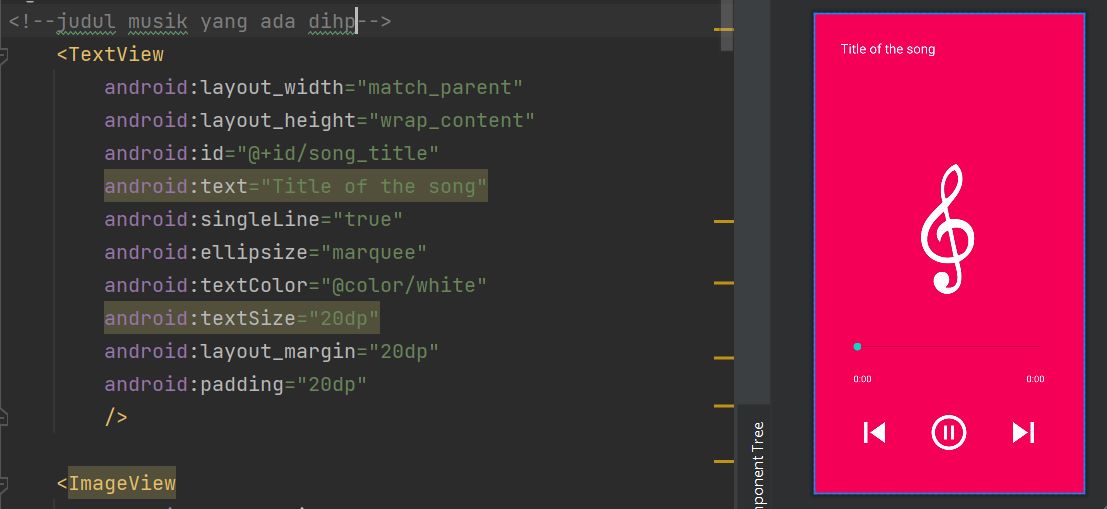 <!--judul musik yang ada dihp-->
<TextView
android:layout_width="match_parent"
android:layout_height="wrap_content"
android:id="@+id/song_title"
android:text="Title of the song"
android:singleLine="true"
android:ellipsize="marquee"
android:textColor="@color/white"
android:textSize="20dp"
android:layout_margin="20dp"
android:padding="20dp"
/>
<ImageView
Title of the song
0:00
0:00
ponent Tree